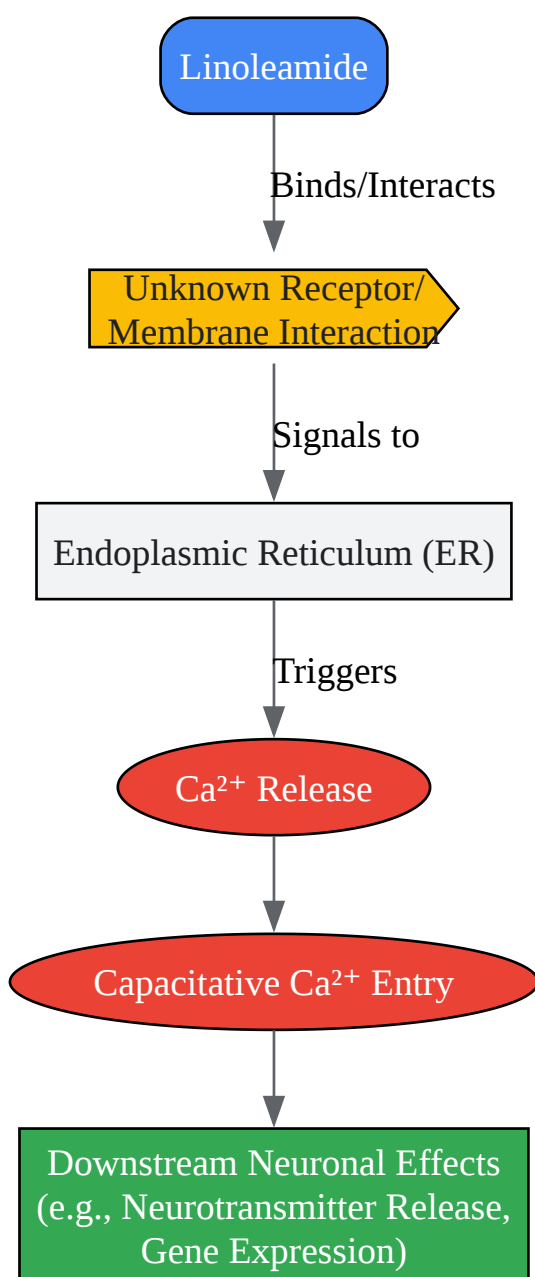 Linoleamide
Binds/Interacts
Unknown Receptor/
Membrane Interaction
Signals to
Endoplasmic Reticulum (ER)
Triggers
Ca²⁺ Release
Capacitative Ca²⁺ Entry
Downstream Neuronal Effects
(e.g., Neurotransmitter Release,
Gene Expression)